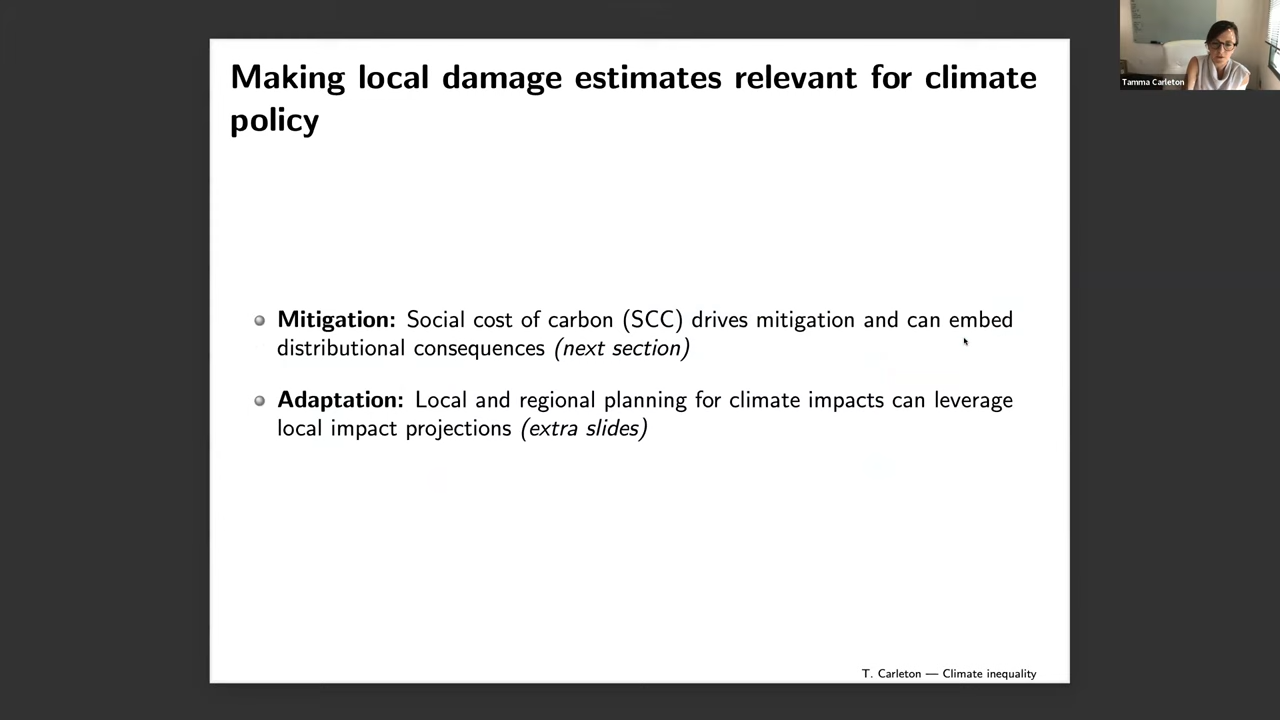 Making local damage estimates relevant for climate
policy
Tamma Carleton
Mitigation: Social cost of carbon (SCC) drives mitigation and can embed
distributional consequences (next section)
Adaptation: Local and regional planning for climate impacts can leverage
local impact projections (extra slides)
T. Carleton — Climate inequality